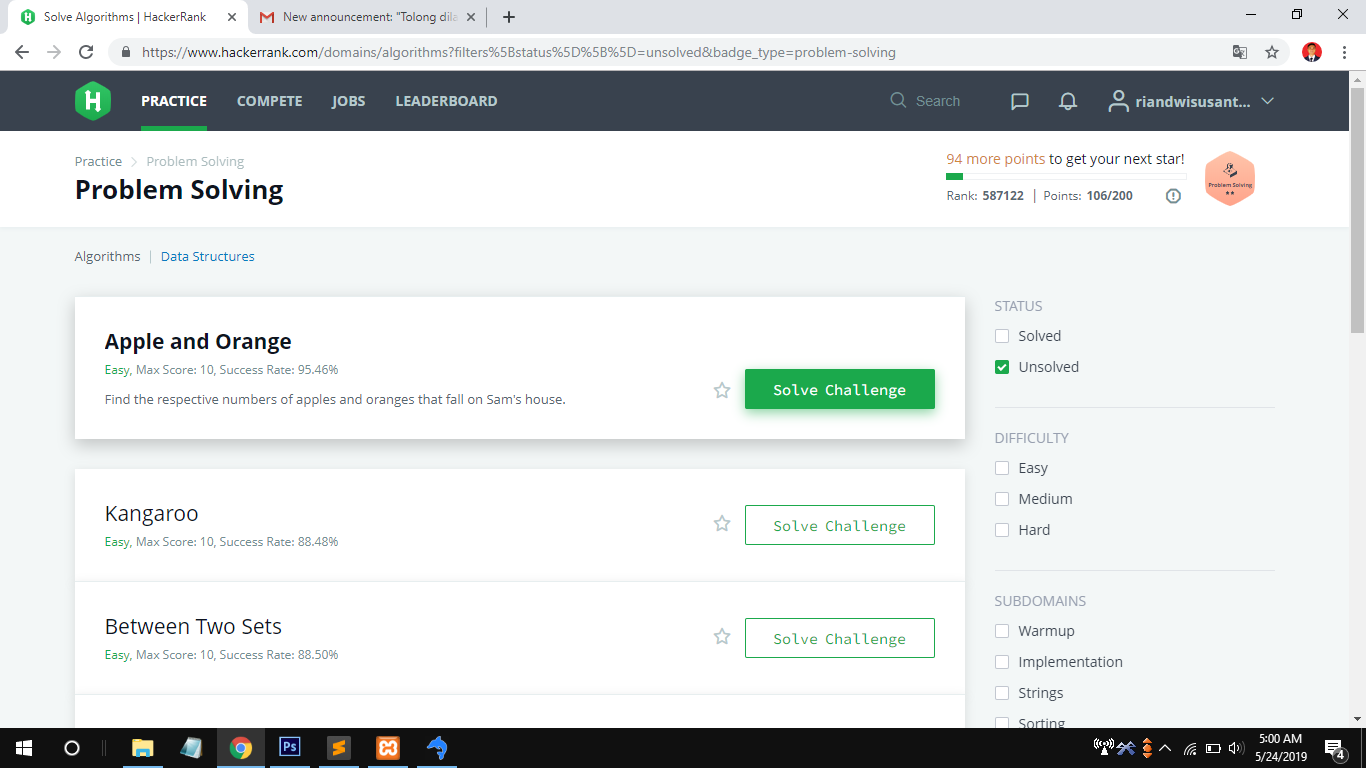 Solve Algorithms | HackerRank
New announcement: "Tolong dila
https://www.hackerrank.com/domains/algorithms?filters%5Bstatus%5D%5B%5D=unsolved&badge_type=problem-solving
PRACTICE COMPETE JOBS LEADERBOARD Search riandwisusant...
Practice Problem Solving
Problem Solving
94 more points to get your next star!
Rank: 587122 | Points: 106/200
Problem Solving
Algorithms | Data Structures
Apple and Orange
Easy, Max Score: 10, Success Rate: 95.46%
Find the respective numbers of apples and oranges that fall on Sam's house.
Solve Challenge
Kangaroo
Easy, Max Score: 10, Success Rate: 88.48%
Solve Challenge
Between Two Sets
Easy, Max Score: 10, Success Rate: 88.50%
Solve Challenge
STATUS
Solved
Unsolved
DIFFICULTY
Easy
Medium
Hard
SUBDOMAINS
Warmup
Implementation
Strings
Sorting
Ps
5:00 AM
5/24/2019
4